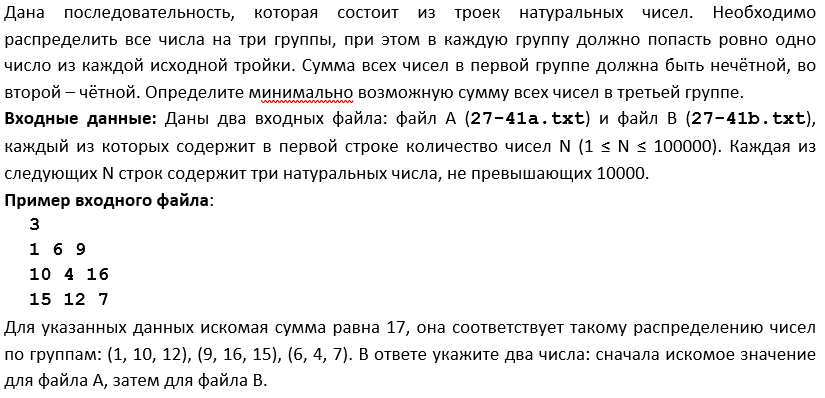 Дана последовательность, которая состоит из троек натуральных чисел. Необходимо
распределить все числа на три группы, при этом в каждую группу должно попасть ровно одно
число из каждой исходной тройки. Сумма всех чисел в первой группе должна быть нечётной, во
второй – чётной. Определите минимально возможную сумму всех чисел в третьей группе.
Входные данные: Даны два входных файла: файл A (27-41a.txt) и файл B (27-41b.txt),
каждый из которых содержит в первой строке количество чисел N (1 ≤ N ≤ 100000). Каждая из
следующих N строк содержит три натуральных числа, не превышающих 10000.
Пример входного файла:
3
1 6 9
10 4 16
15 12 7
Для указанных данных искомая сумма равна 17, она соответствует такому распределению чисел
по группам: (1, 10, 12), (9, 16, 15), (6, 4, 7). В ответе укажите два числа: сначала искомое значение
для файла A, затем для файла B.